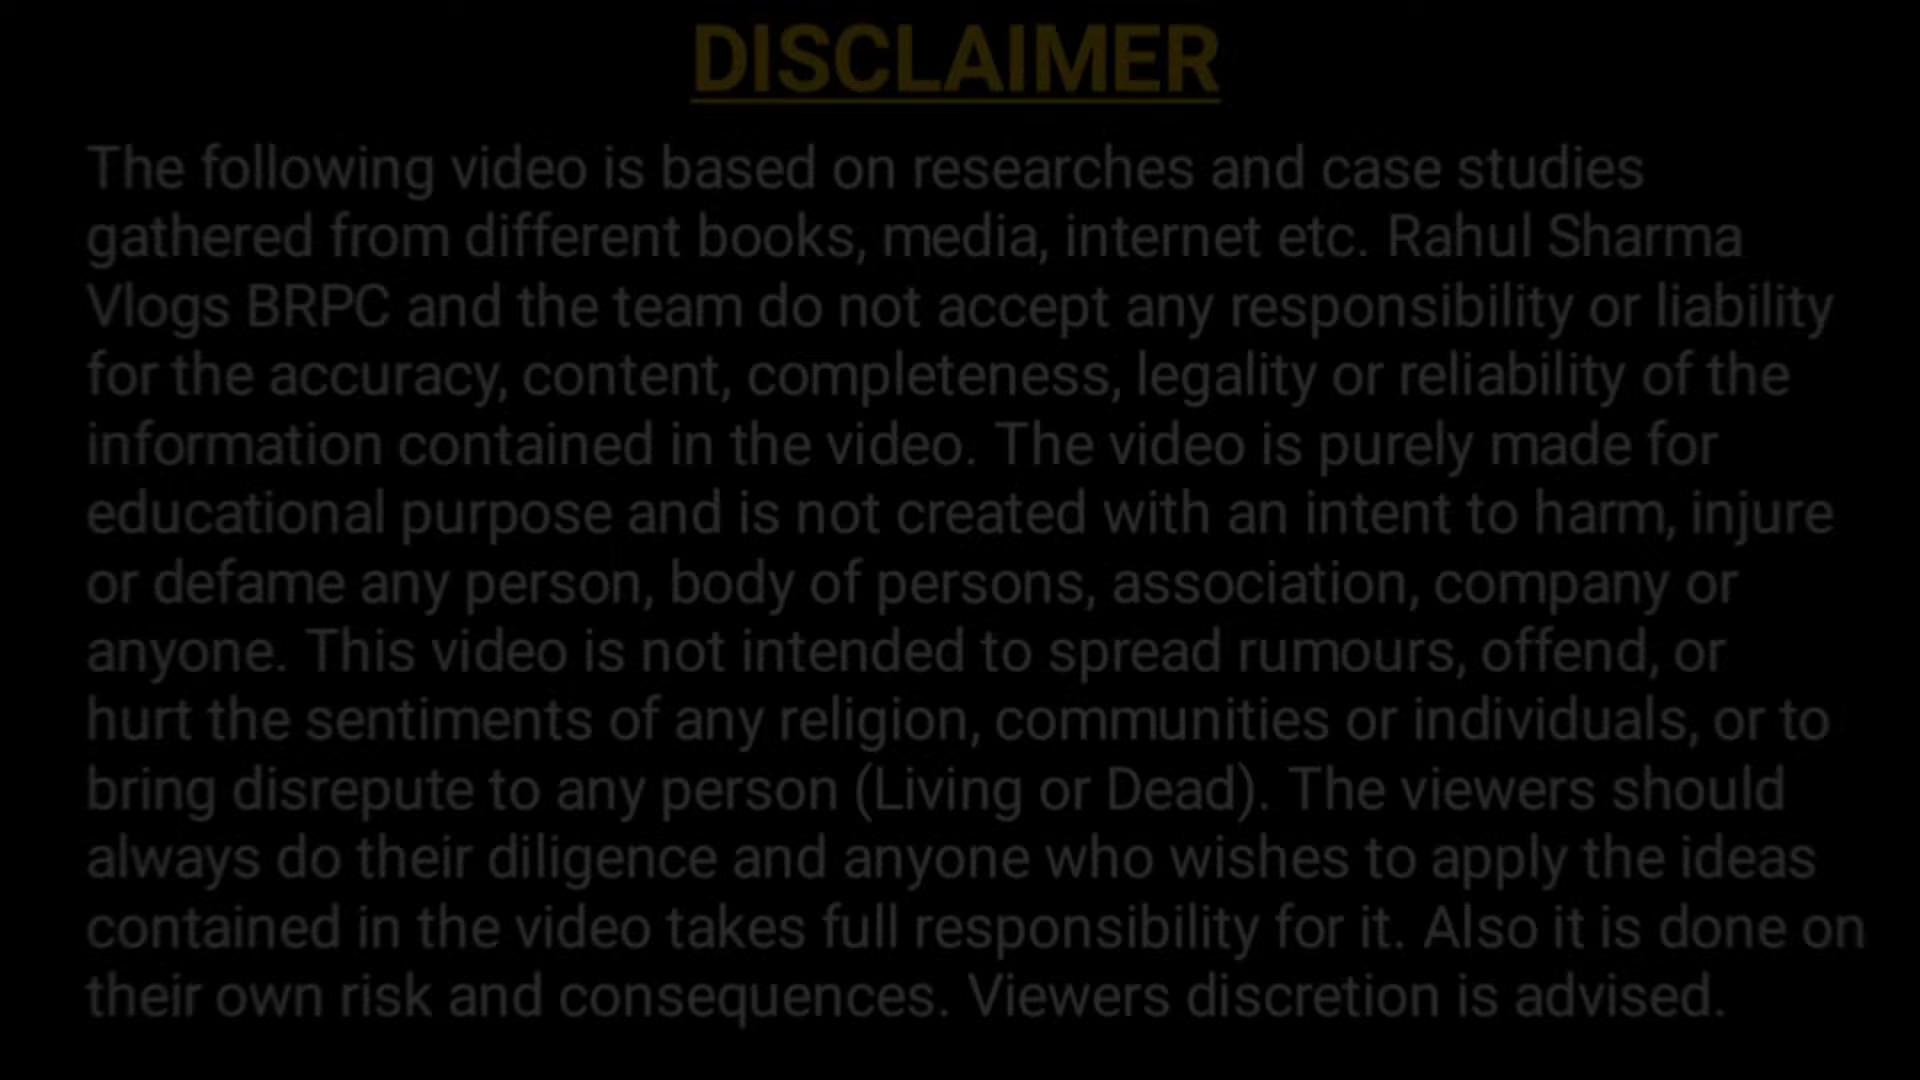 DISCLAIMER
The following video is based on researches and case studies
gathered from different books, media, internet etc. Rahul Sharma
Vlogs BRPC and the team do not accept any responsibility or liability
for the accuracy, content, completeness, legality or reliability of the
information contained in the video. The video is purely made for
educational purpose and is not created with an intent to harm, injure
or defame any person, body of persons, association, company or
anyone. This video is not intended to spread rumours, offend, or
hurt the sentiments of any religion, communities or individuals, or to
bring disrepute to any person (Living or Dead). The viewers should
always do their diligence and anyone who wishes to apply the ideas
contained in the video takes full responsibility for it. Also it is done on
their own risk and consequences. Viewers discretion is advised.